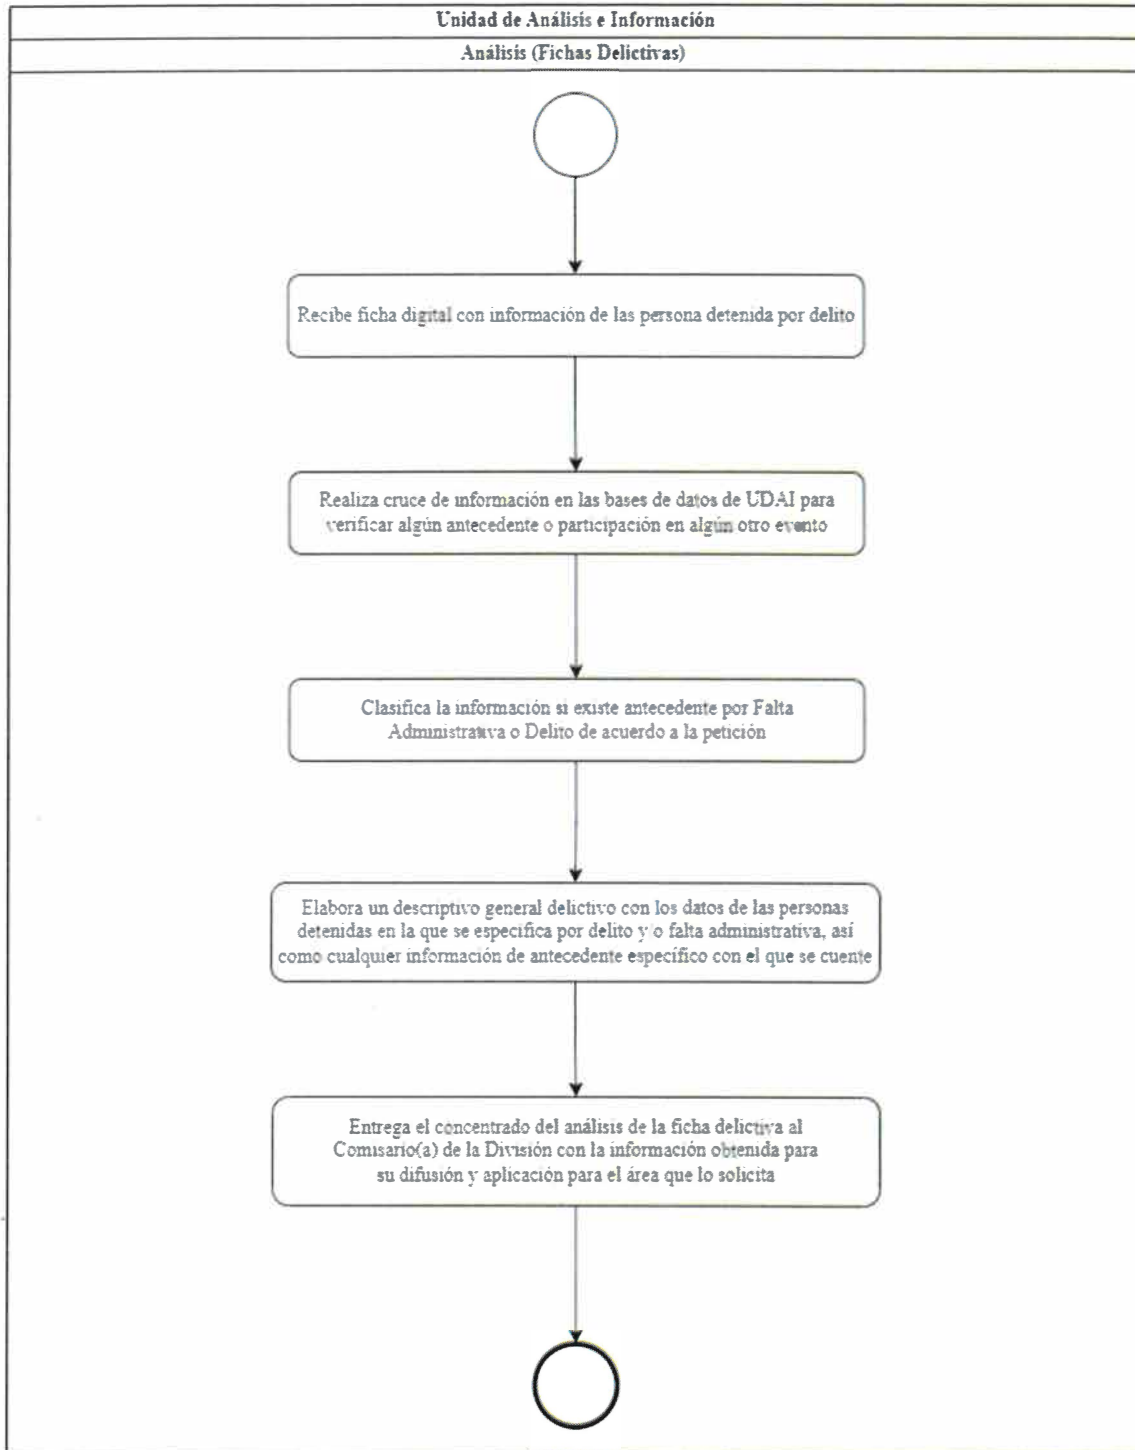 Unidad de Análisis e Información
Análisis (Fichas Delictivas)
Recibe ficha digital con información de las persona detenida por delito
Realiza cruce de información en las bases de datos de UDAI para
verificar algún antecedente o participación en algún otro evento
Clasifica la información si existe antecedente por Falta
Administrativa o Delito de acuerdo a la petición
Elabora un descriptivo general delictivo con los datos de las personas
detenidas en la que se especifica por delito y o falta administrativa, así
como cualquier información de antecedente específico con el que se cuente
Entrega el concentrado del análisis de la ficha delictiva al
Comisario(a) de la División con la información obtenida para
su difusión y aplicación para el área que lo solicita